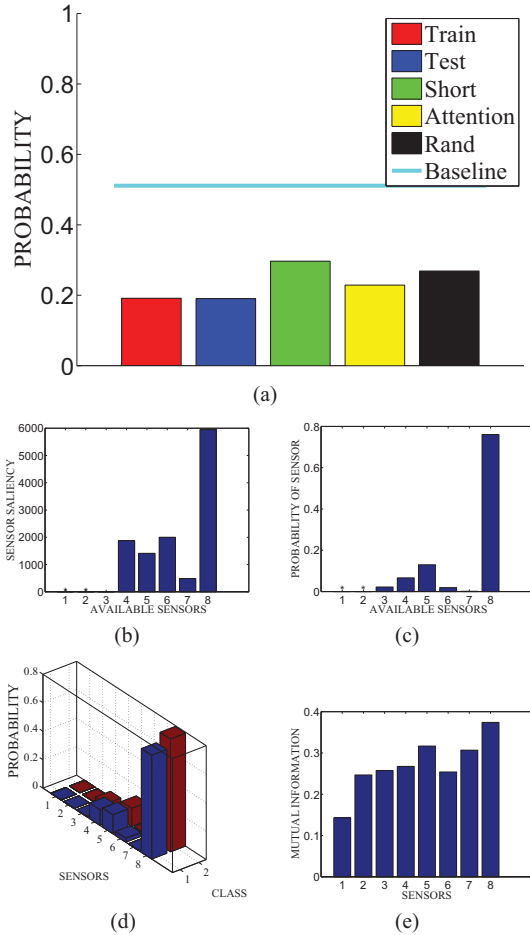 1
0.8
0.6
0.4
0.2
0
PROBABILITY
Train
Test
Short
Attention
Rand
Baseline
(a)
6000
5000
4000
3000
2000
1000
0
SENSOR SALIENCY
* *
1 2 3 4 5 6 7 8
AVAILABLE SENSORS
(b)
0.8
0.6
0.4
0.2
0
PROBABILITY OF SENSOR
* *
1 2 3 4 5 6 7 8
AVAILABLE SENSORS
(c)
0.8
0.6
0.4
0.2
0
PROBABILITY
1 2 3 4 5 6 7 8
SENSORS
1 2
CLASS
(d)
0.4
0.3
0.2
0.1
0
MUTUAL INFORMATION
1 2 3 4 5 6 7 8
SENSORS
(e)